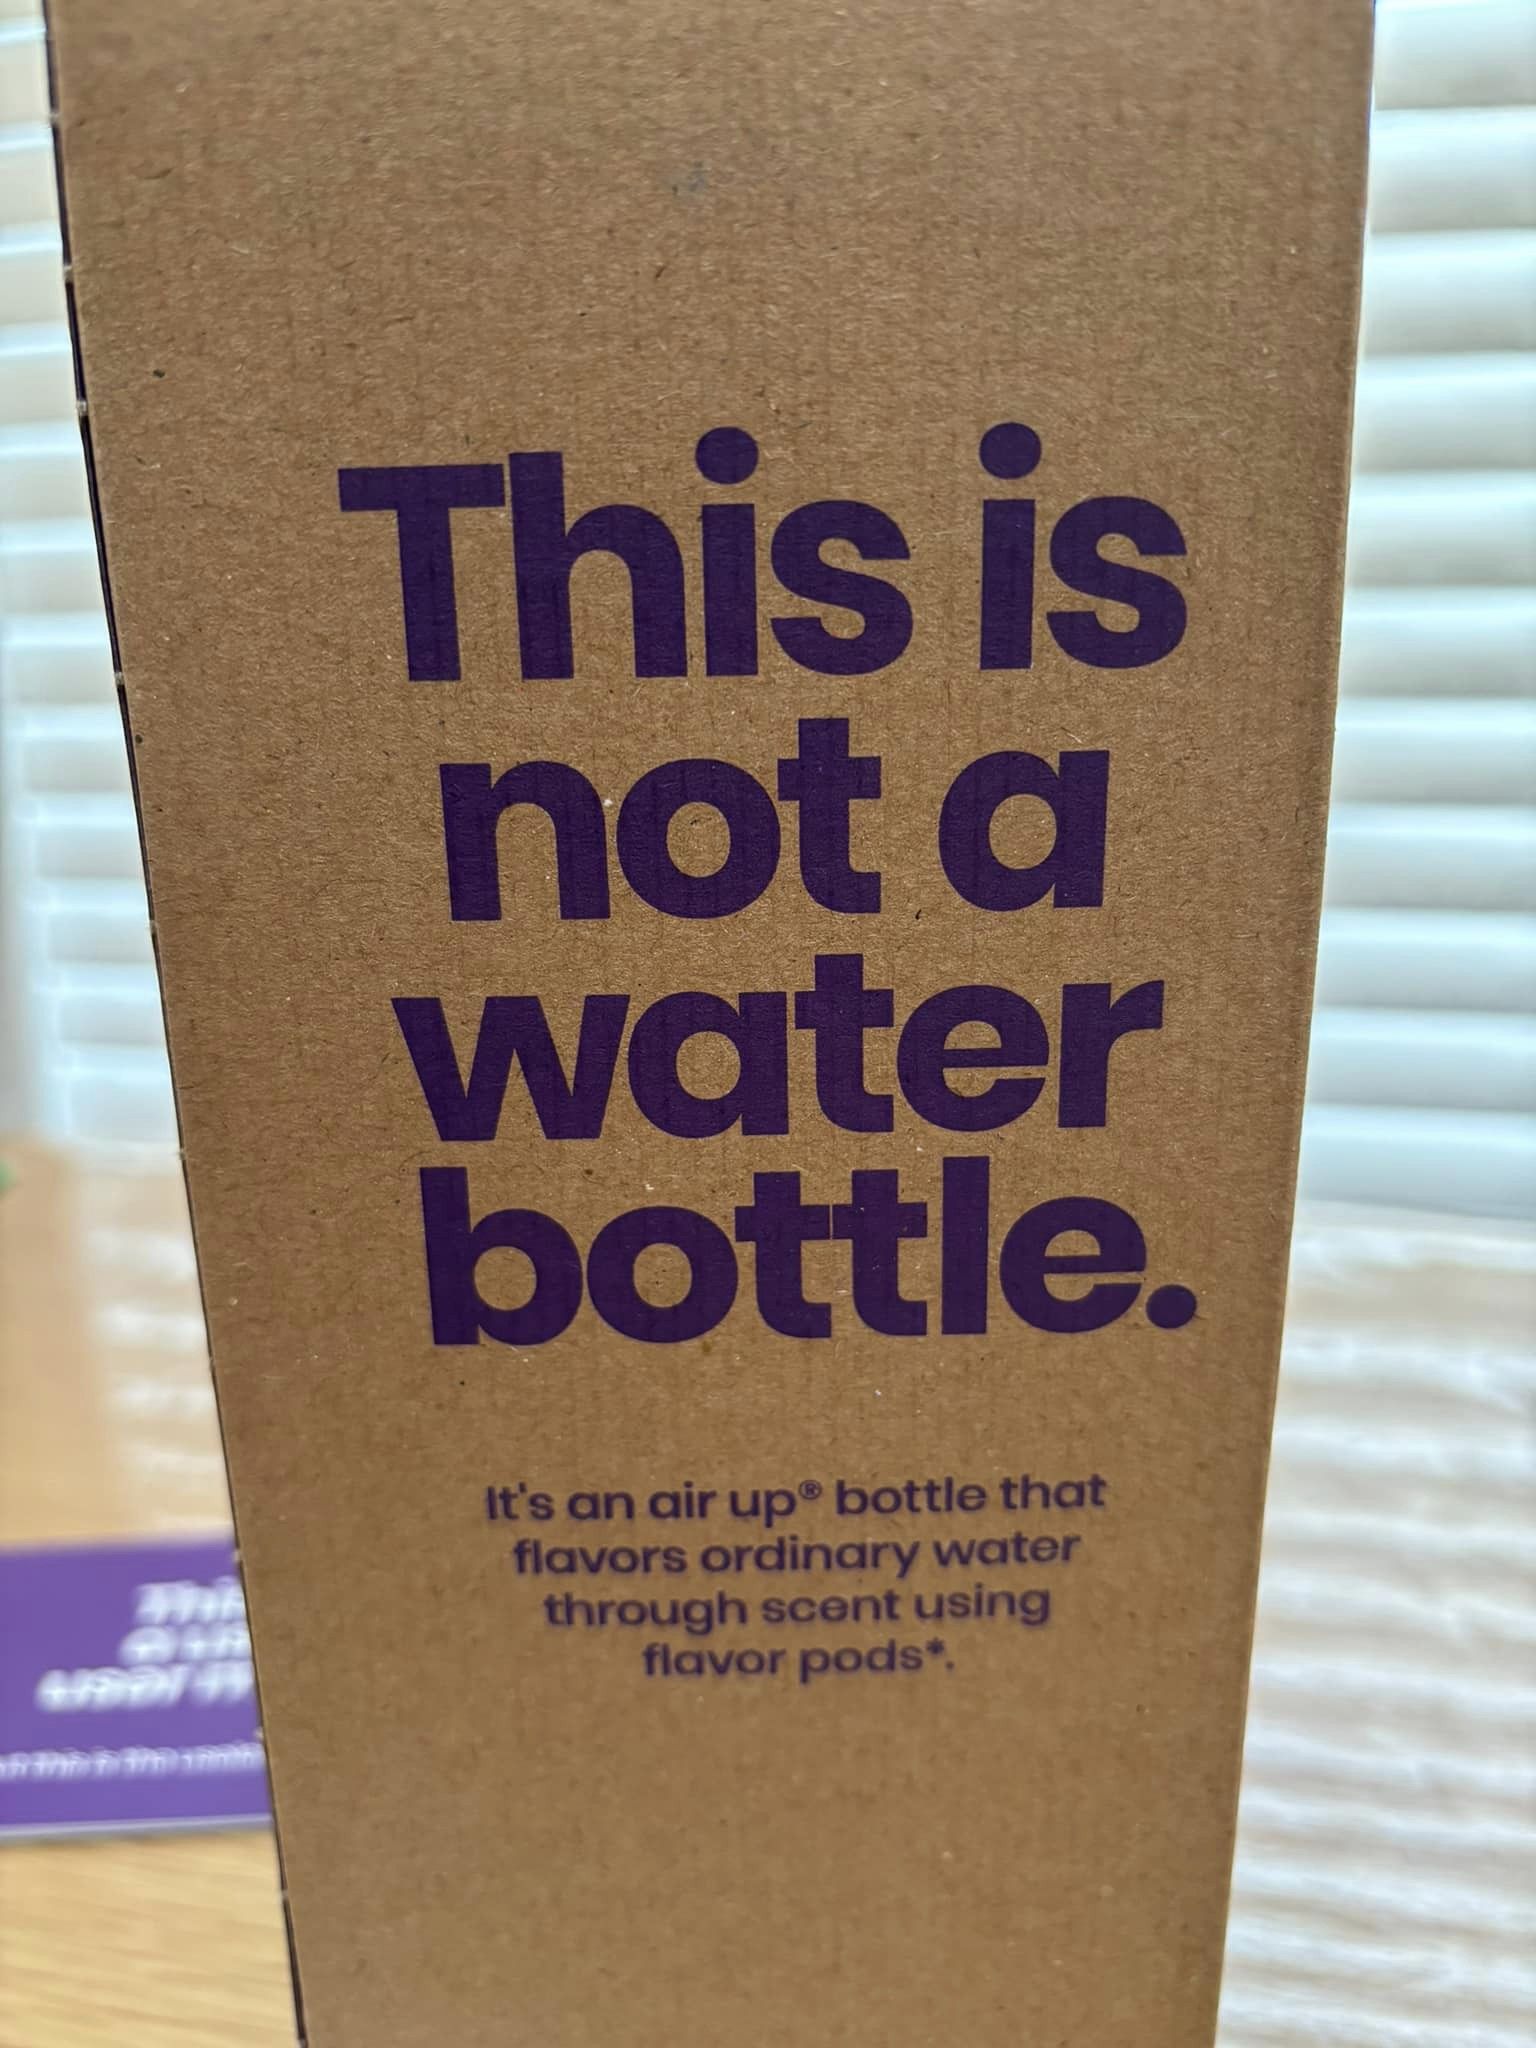 This is
not a
water
bottle.
It's an air up® bottle that
flavors ordinary water
through scent using
flavor pods*.